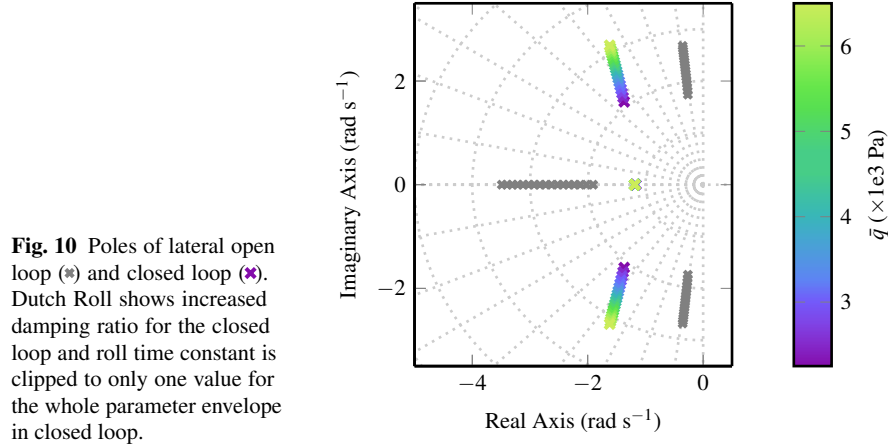 Fig. 10 Poles of lateral open
loop (×) and closed loop (×).
Dutch Roll shows increased
damping ratio for the closed
loop and roll time constant is
clipped to only one value for
the whole parameter envelope
in closed loop.
Imaginary Axis (rad s⁻¹)
2
0
−2
−4
−2
0
Real Axis (rad s⁻¹)
6
5
4
3
q̄ (×1e3 Pa)